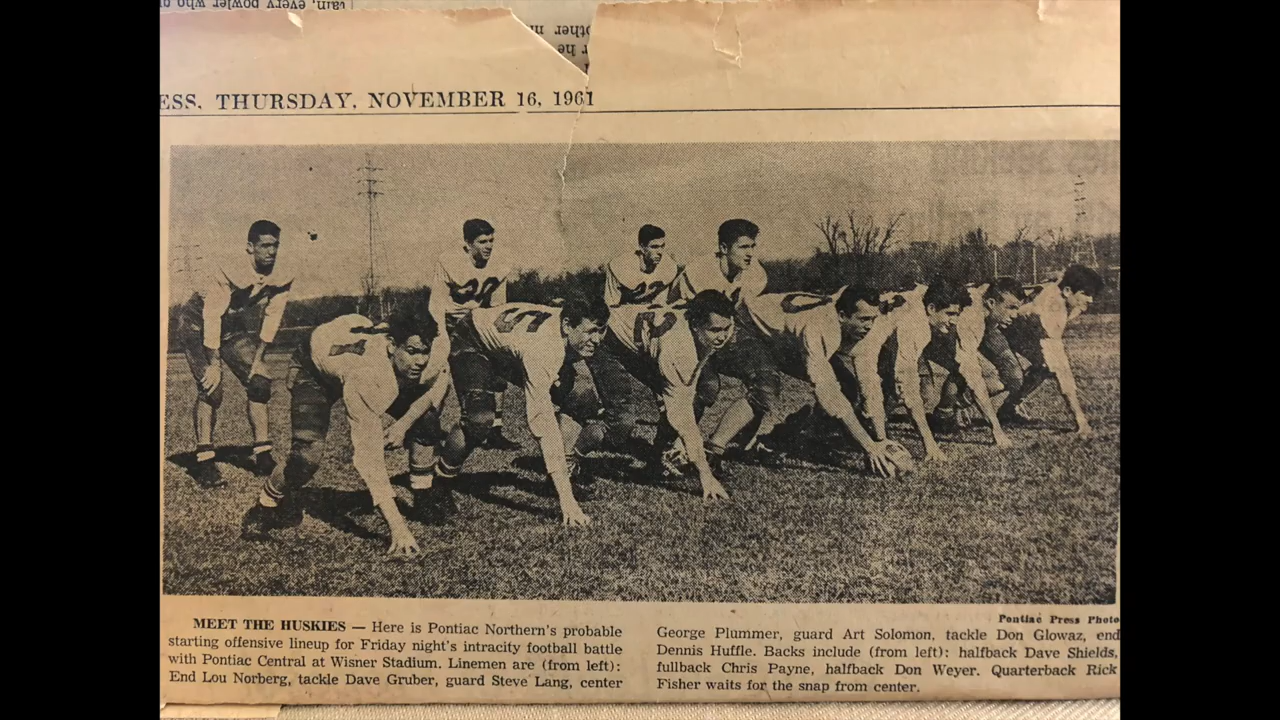 ESS, THURSDAY, NOVEMBER 16, 1961
Pontiac Press Photo
MEET THE HUSKIES — Here is Pontiac Northern's probable
starting offensive lineup for Friday night's intracity football battle
with Pontiac Central at Wisner Stadium. Linemen are (from left):
End Lou Norberg, tackle Dave Gruber, guard Steve Lang, center
George Plummer, guard Art Solomon, tackle Don Glowaz, end
Dennis Huffle. Backs include (from left): halfback Dave Shields,
fullback Chris Payne, halfback Don Weyer. Quarterback Rick
Fisher waits for the snap from center.